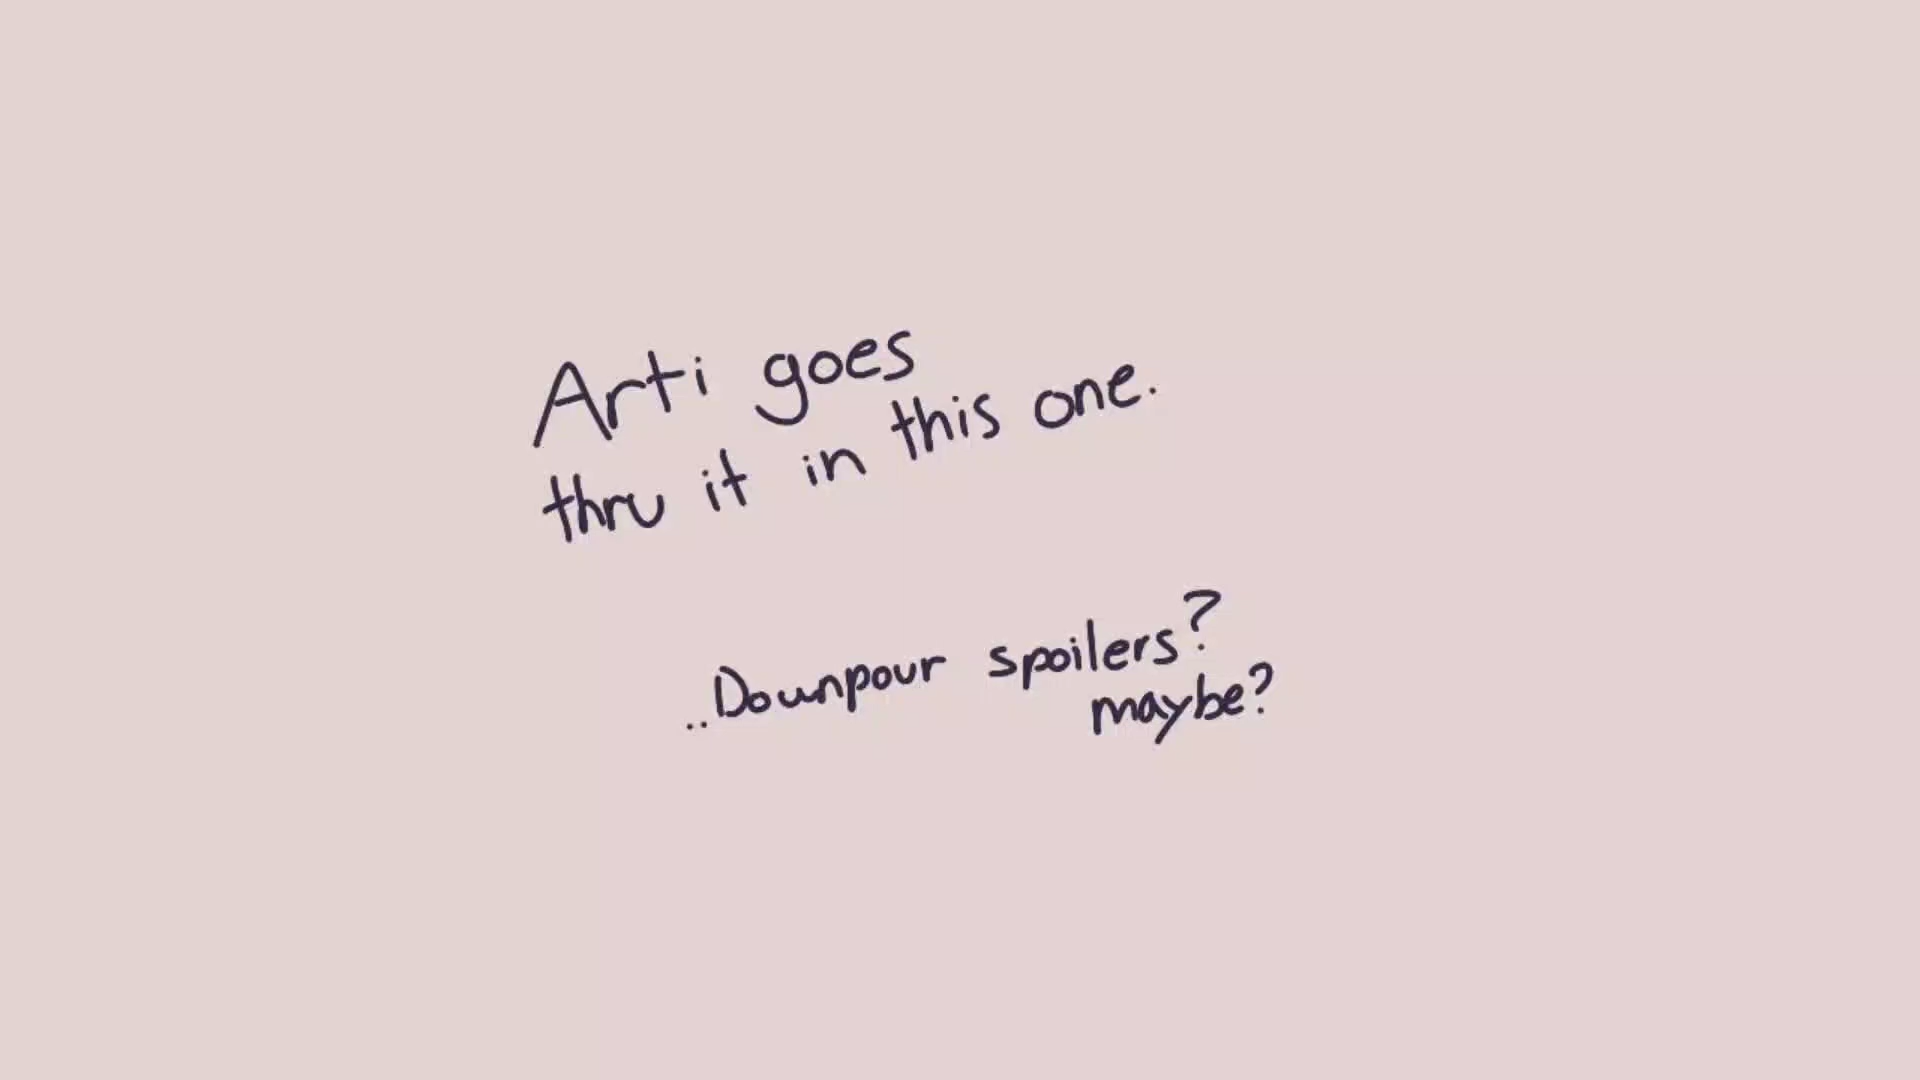 Arti goes
thru it in this one.
..Downpour spoilers?
maybe?